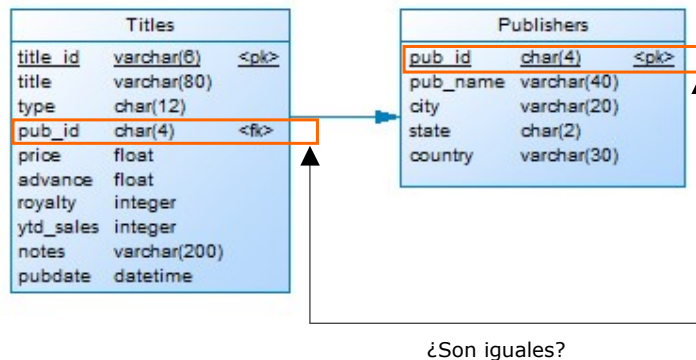 Titles
title_id varchar(6) <pk>
title varchar(80)
type char(12)
pub_id char(4) <fk>
price float
advance float
royalty integer
ytd_sales integer
notes varchar(200)
pubdate datetime
Publishers
pub_id char(4) <pk>
pub_name varchar(40)
city varchar(20)
state char(2)
country varchar(30)
¿Son iguales?